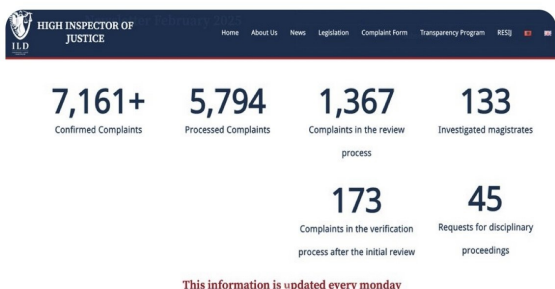 February 2025
HIGH INSPECTOR OF
JUSTICE
ILD
Home About Us News Legislation Complaint Form Transparency Program RESIJ
7,161+ 5,794 1,367 133
Confirmed Complaints Processed Complaints Complaints in the review Investigated magistrates
process
173 45
Complaints in the verification Requests for disciplinary
process after the initial review proceedings
This information is updated every monday